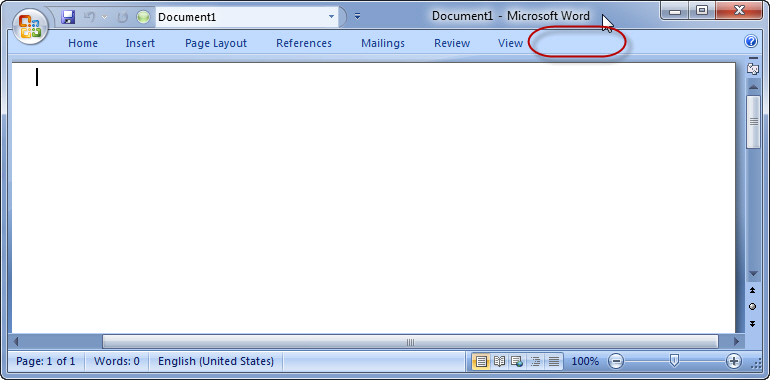 Document1
Document1 - Microsoft Word
Home Insert Page Layout References Mailings Review View
Page: 1 of 1 Words: 0 English (United States) 100%